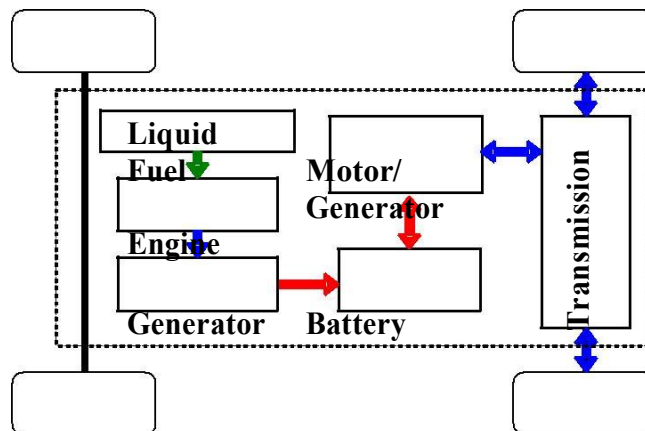 Liquid
Fuel
Engine
Generator
Motor/
Generator
Battery
Transmission